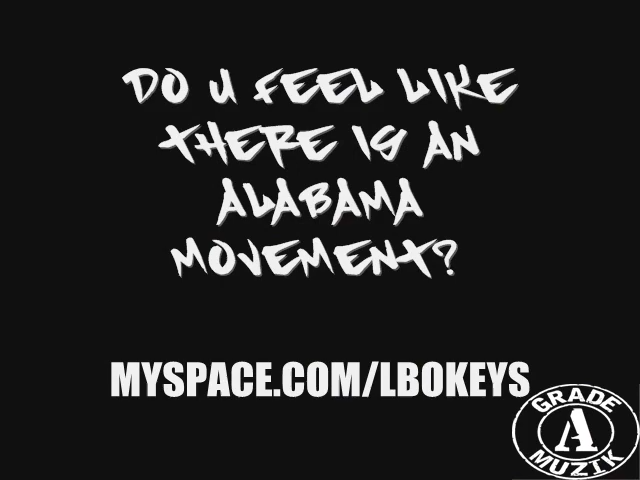 DO U FEEL LIKE
THERE IS AN
ALABAMA
MOVEMENT?
MYSPACE.COM/LBOKEYS
GRADE
A
MUZIK